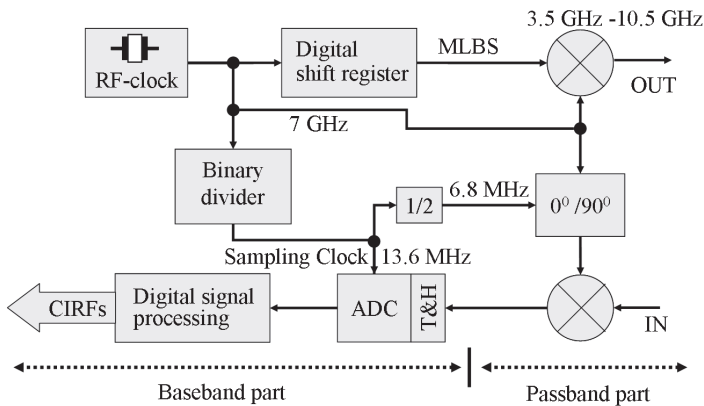 3.5 GHz -10.5 GHz
RF-clock
Digital
shift register
MLBS
OUT
7 GHz
Binary
divider
1/2
6.8 MHz
0⁰ /90⁰
Sampling Clock
13.6 MHz
CIRFs
Digital signal
processing
ADC
T&H
IN
Baseband part
Passband part